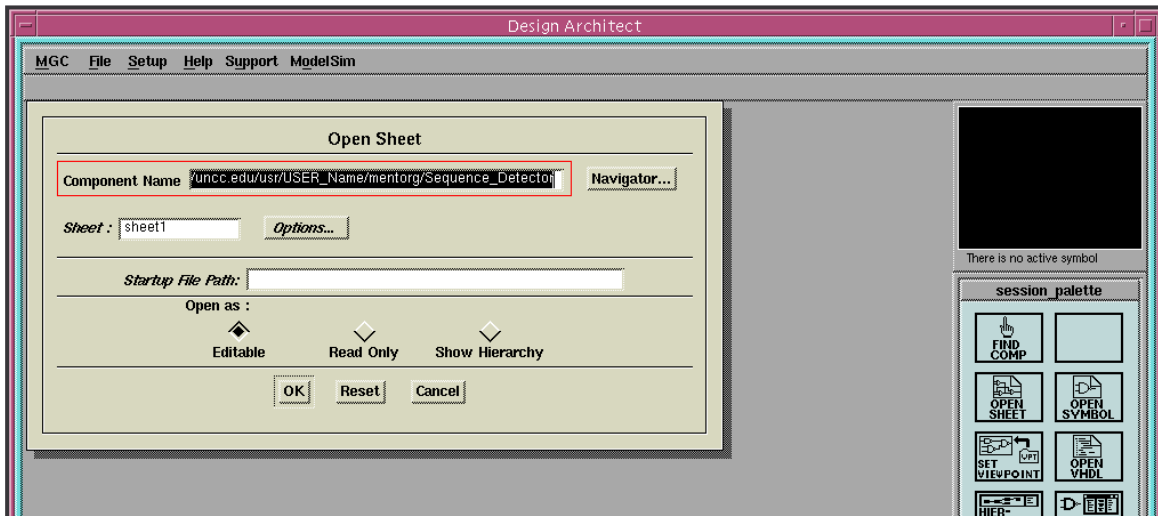 Design Architect
MGC File Setup Help Support ModelSim
Open Sheet
Component Name /uncc.edu/usr/USER_Name/mentorg/Sequence_Detector Navigator...
Sheet : sheet1 Options...
Startup File Path:
Open as :
Editable Read Only Show Hierarchy
OK Reset Cancel
There is no active symbol
session_palette
FIND
COMP
OPEN
SHEET
OPEN
SYMBOL
SET
VIEWPOINT
VPT
OPEN
VHDL
HIER-